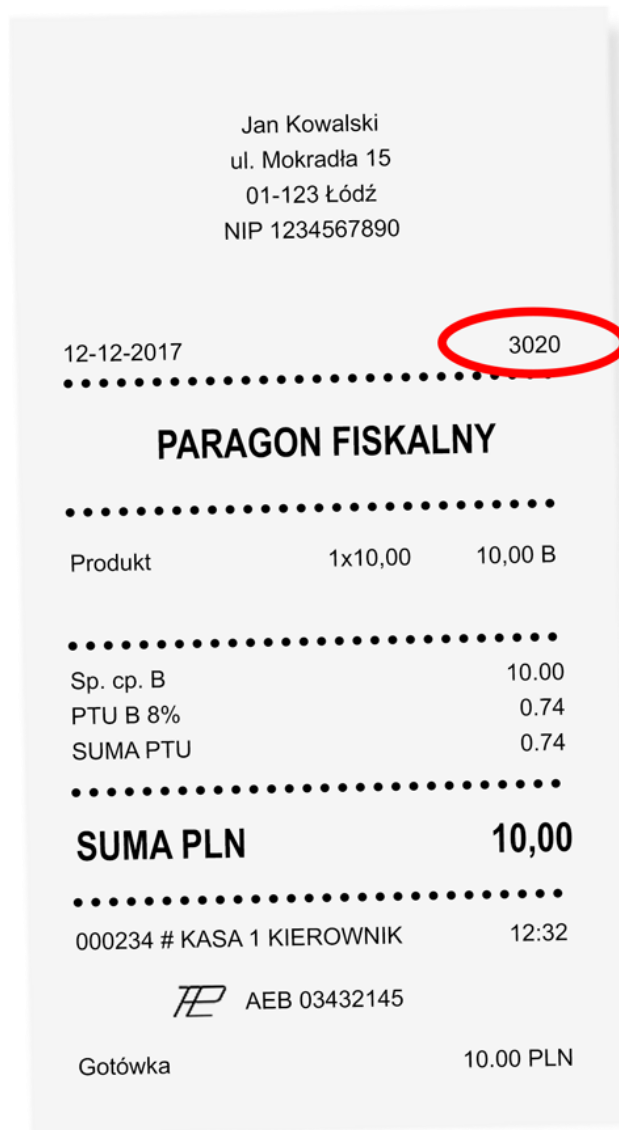 Jan Kowalski
ul. Mokradła 15
01-123 Łódź
NIP 1234567890
12-12-2017 3020
PARAGON FISKALNY
Produkt 1x10,00 10,00 B
Sp. cp. B 10.00
PTU B 8% 0.74
SUMA PTU 0.74
SUMA PLN 10,00
000234 # KASA 1 KIEROWNIK 12:32
AEB 03432145
Gotówka 10.00 PLN